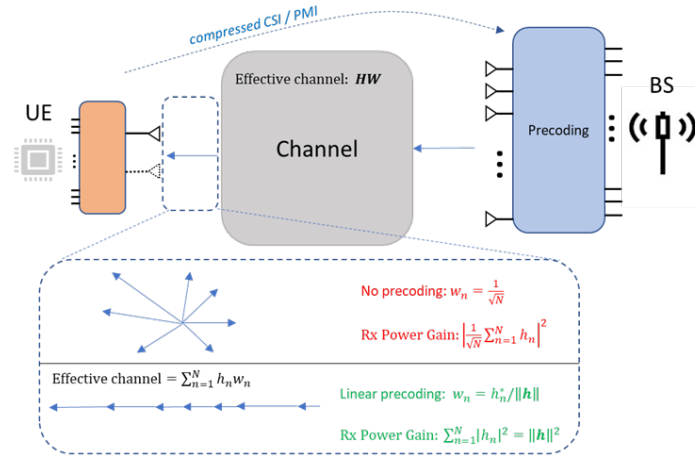 compressed CSI / PMI
Effective channel: HW
BS
UE
Channel
Precoding
No precoding: wₙ = 1/√N
Rx Power Gain: |1/√N ∑ₙ₌₁ᴺ hₙ|²
Effective channel = ∑ₙ₌₁ᴺ hₙwₙ
Linear precoding: wₙ = hₙ*/‖h‖
Rx Power Gain: ∑ₙ₌₁ᴺ|hₙ|² = ‖h‖²